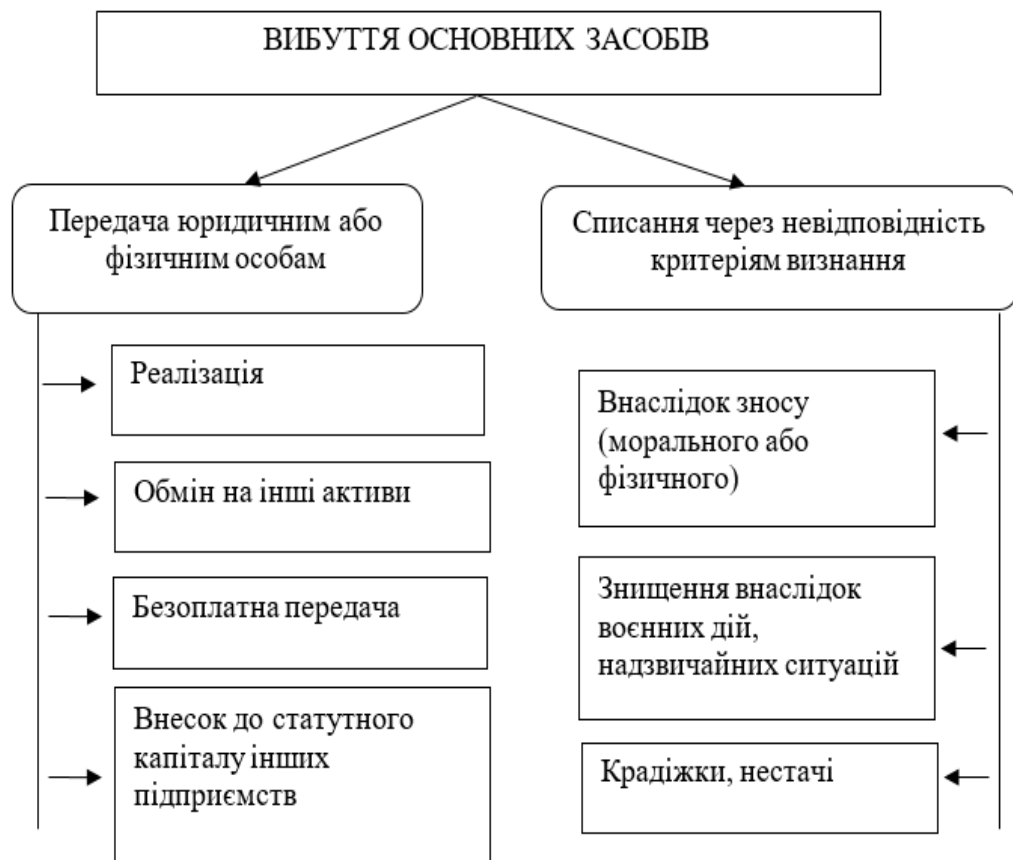 ВИБУТТЯ ОСНОВНИХ ЗАСОБІВ
Передача юридичним або
фізичним особам
Реалізація
Обмін на інші активи
Безоплатна передача
Внесок до статутного
капіталу інших
підприємств
Списання через невідповідність
критеріям визнання
Внаслідок зносу
(морального або
фізичного)
Знищення внаслідок
воєнних дій,
надзвичайних ситуацій
Крадіжки, нестачі